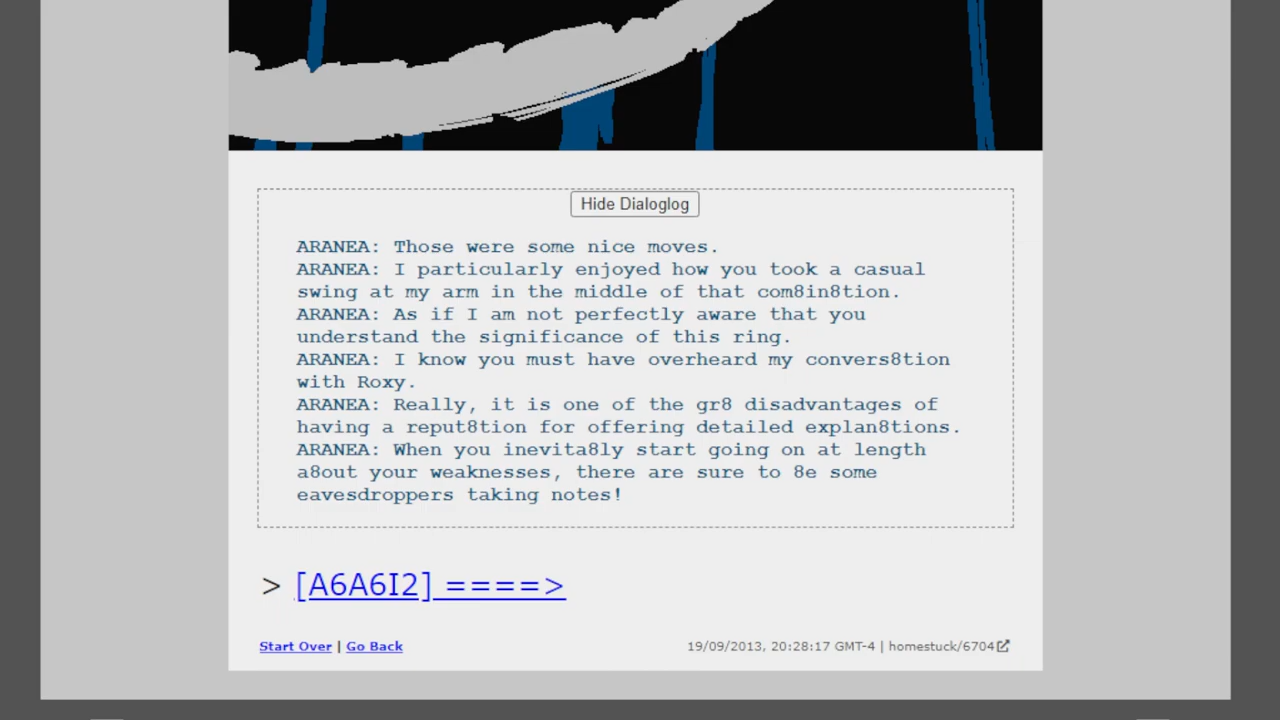 Hide Dialoglog
ARANEA: Those were some nice moves.
ARANEA: I particularly enjoyed how you took a casual
swing at my arm in the middle of that com8in8tion.
ARANEA: As if I am not perfectly aware that you
understand the significance of this ring.
ARANEA: I know you must have overheard my convers8tion
with Roxy.
ARANEA: Really, it is one of the gr8 disadvantages of
having a reput8tion for offering detailed explan8tions.
ARANEA: When you inevita8ly start going on at length
a8out your weaknesses, there are sure to 8e some
eavesdroppers taking notes!
> [A6A6I2] ====>
Start Over | Go Back
19/09/2013, 20:28:17 GMT-4 | homestuck/6704